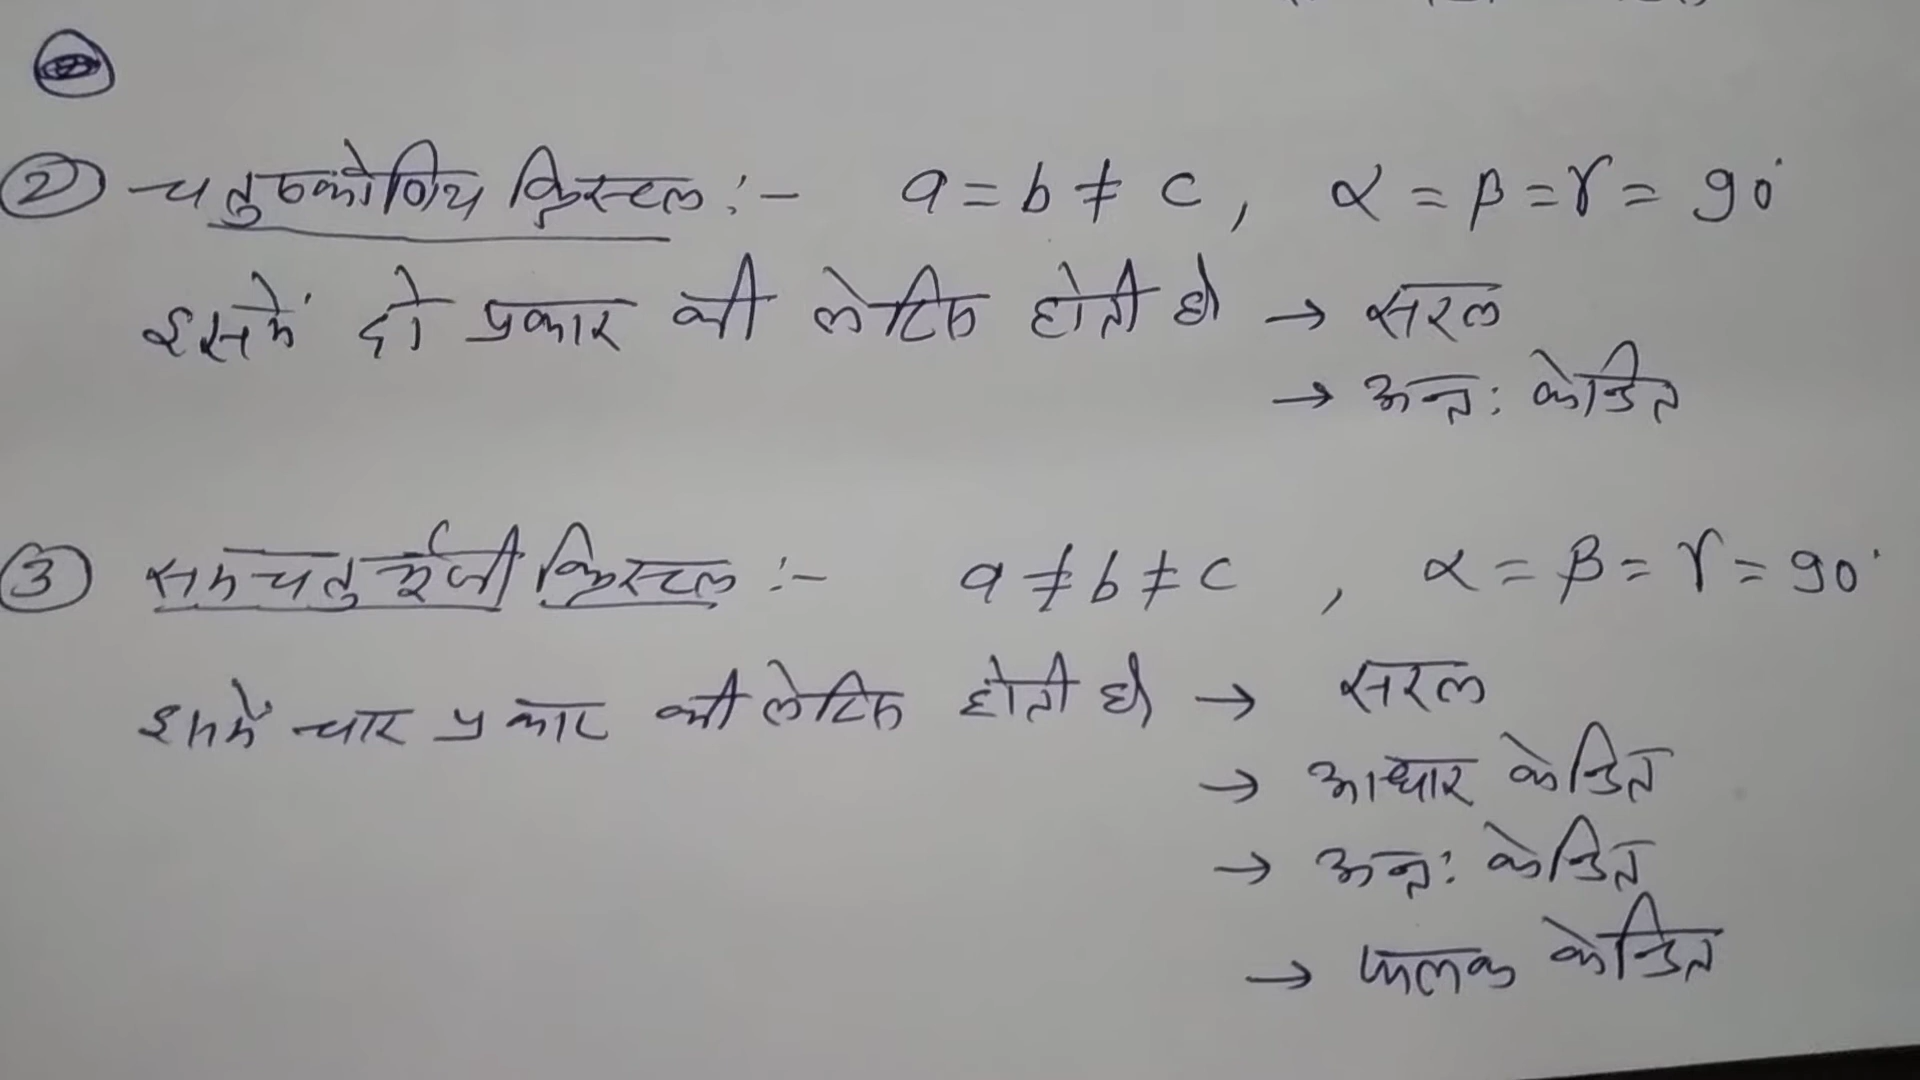 ② चतुष्कोणिय क्रिस्टल :- a = b ≠ c , α = β = γ = 90°
इसमें दो प्रकार की लेटिक होती है → सरल
→ अन्त: केन्द्रित
③ समचतुर्भुजी क्रिस्टल :- a ≠ b ≠ c , α = β = γ = 90°
इनमें चार प्रकार की लेटिक होती है → सरल
→ आधार केन्द्रित
→ अन्त: केन्द्रित
→ फलक केन्द्रित